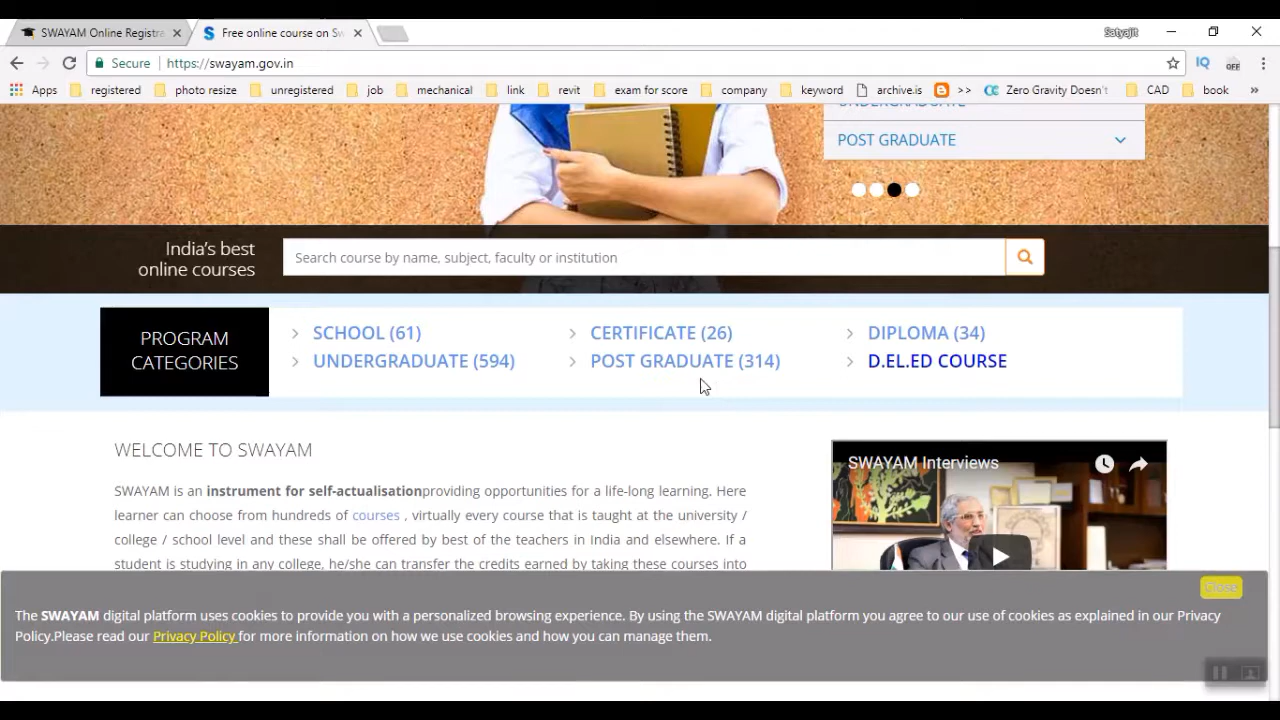 SWAYAM Online Registra
Free online course on Sw
Satyajit
Secure
https://swayam.gov.in
IQ
OFF
Apps
registered
photo resize
unregistered
job
mechanical
link
revit
exam for score
company
keyword
archive.is
>>
Zero Gravity Doesn't
CAD
book
»
UNDERGRADUATE
POST GRADUATE
India's best
online courses
Search course by name, subject, faculty or institution
PROGRAM
CATEGORIES
SCHOOL (61)
CERTIFICATE (26)
DIPLOMA (34)
UNDERGRADUATE (594)
POST GRADUATE (314)
D.EL.ED COURSE
WELCOME TO SWAYAM
SWAYAM is an instrument for self-actualisationproviding opportunities for a life-long learning. Here
learner can choose from hundreds of courses , virtually every course that is taught at the university /
college / school level and these shall be offered by best of the teachers in india and elsewhere. If a
student is studying in any college, he/she can transfer the credits earned by taking these courses into
SWAYAM Interviews
Close
The SWAYAM digital platform uses cookies to provide you with a personalized browsing experience. By using the SWAYAM digital platform you agree to our use of cookies as explained in our Privacy
Policy.Please read our Privacy Policy for more information on how we use cookies and how you can manage them.